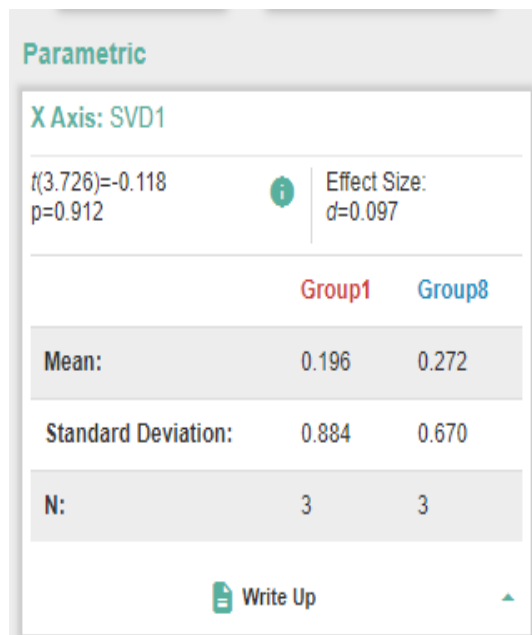 Parametric
X Axis: SVD1
t(3.726)=-0.118
p=0.912
Effect Size:
d=0.097
Group1 Group8
Mean: 0.196 0.272
Standard Deviation: 0.884 0.670
N: 3 3
Write Up